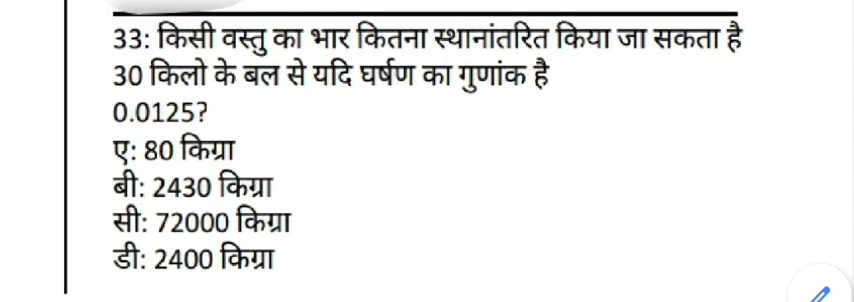 33: किसी वस्तु का भार कितना स्थानांतरित किया जा सकता है
30 किलो के बल से यदि घर्षण का गुणांक है
0.0125?
ए: 80 किग्रा
बी: 2430 किग्रा
सी: 72000 किग्रा
डी: 2400 किग्रा